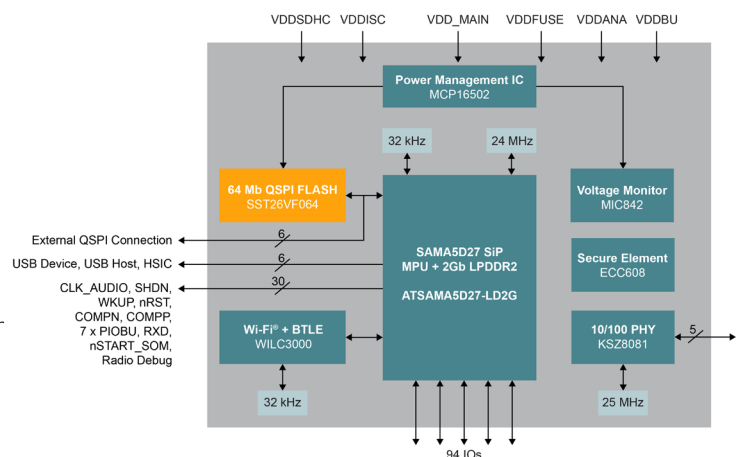 VDDSDHC VDDISC VDD_MAIN VDDFUSE VDDANA VDDBU
Power Management IC
MCP16502
32 kHz
24 MHz
64 Mb QSPI FLASH
SST26VF064
Voltage Monitor
MIC842
External QSPI Connection
6
USB Device, USB Host, HSIC
6
SAMA5D27 SiP
MPU + 2Gb LPDDR2
ATSAMA5D27-LD2G
Secure Element
ECC608
30
CLK_AUDIO, SHDN,
WKUP, nRST,
COMPN, COMPP,
7 x PIOBU, RXD,
nSTART_SOM,
Radio Debug
Wi-Fi® + BTLE
WILC3000
10/100 PHY
KSZ8081
5
32 kHz
25 MHz
94 IOs